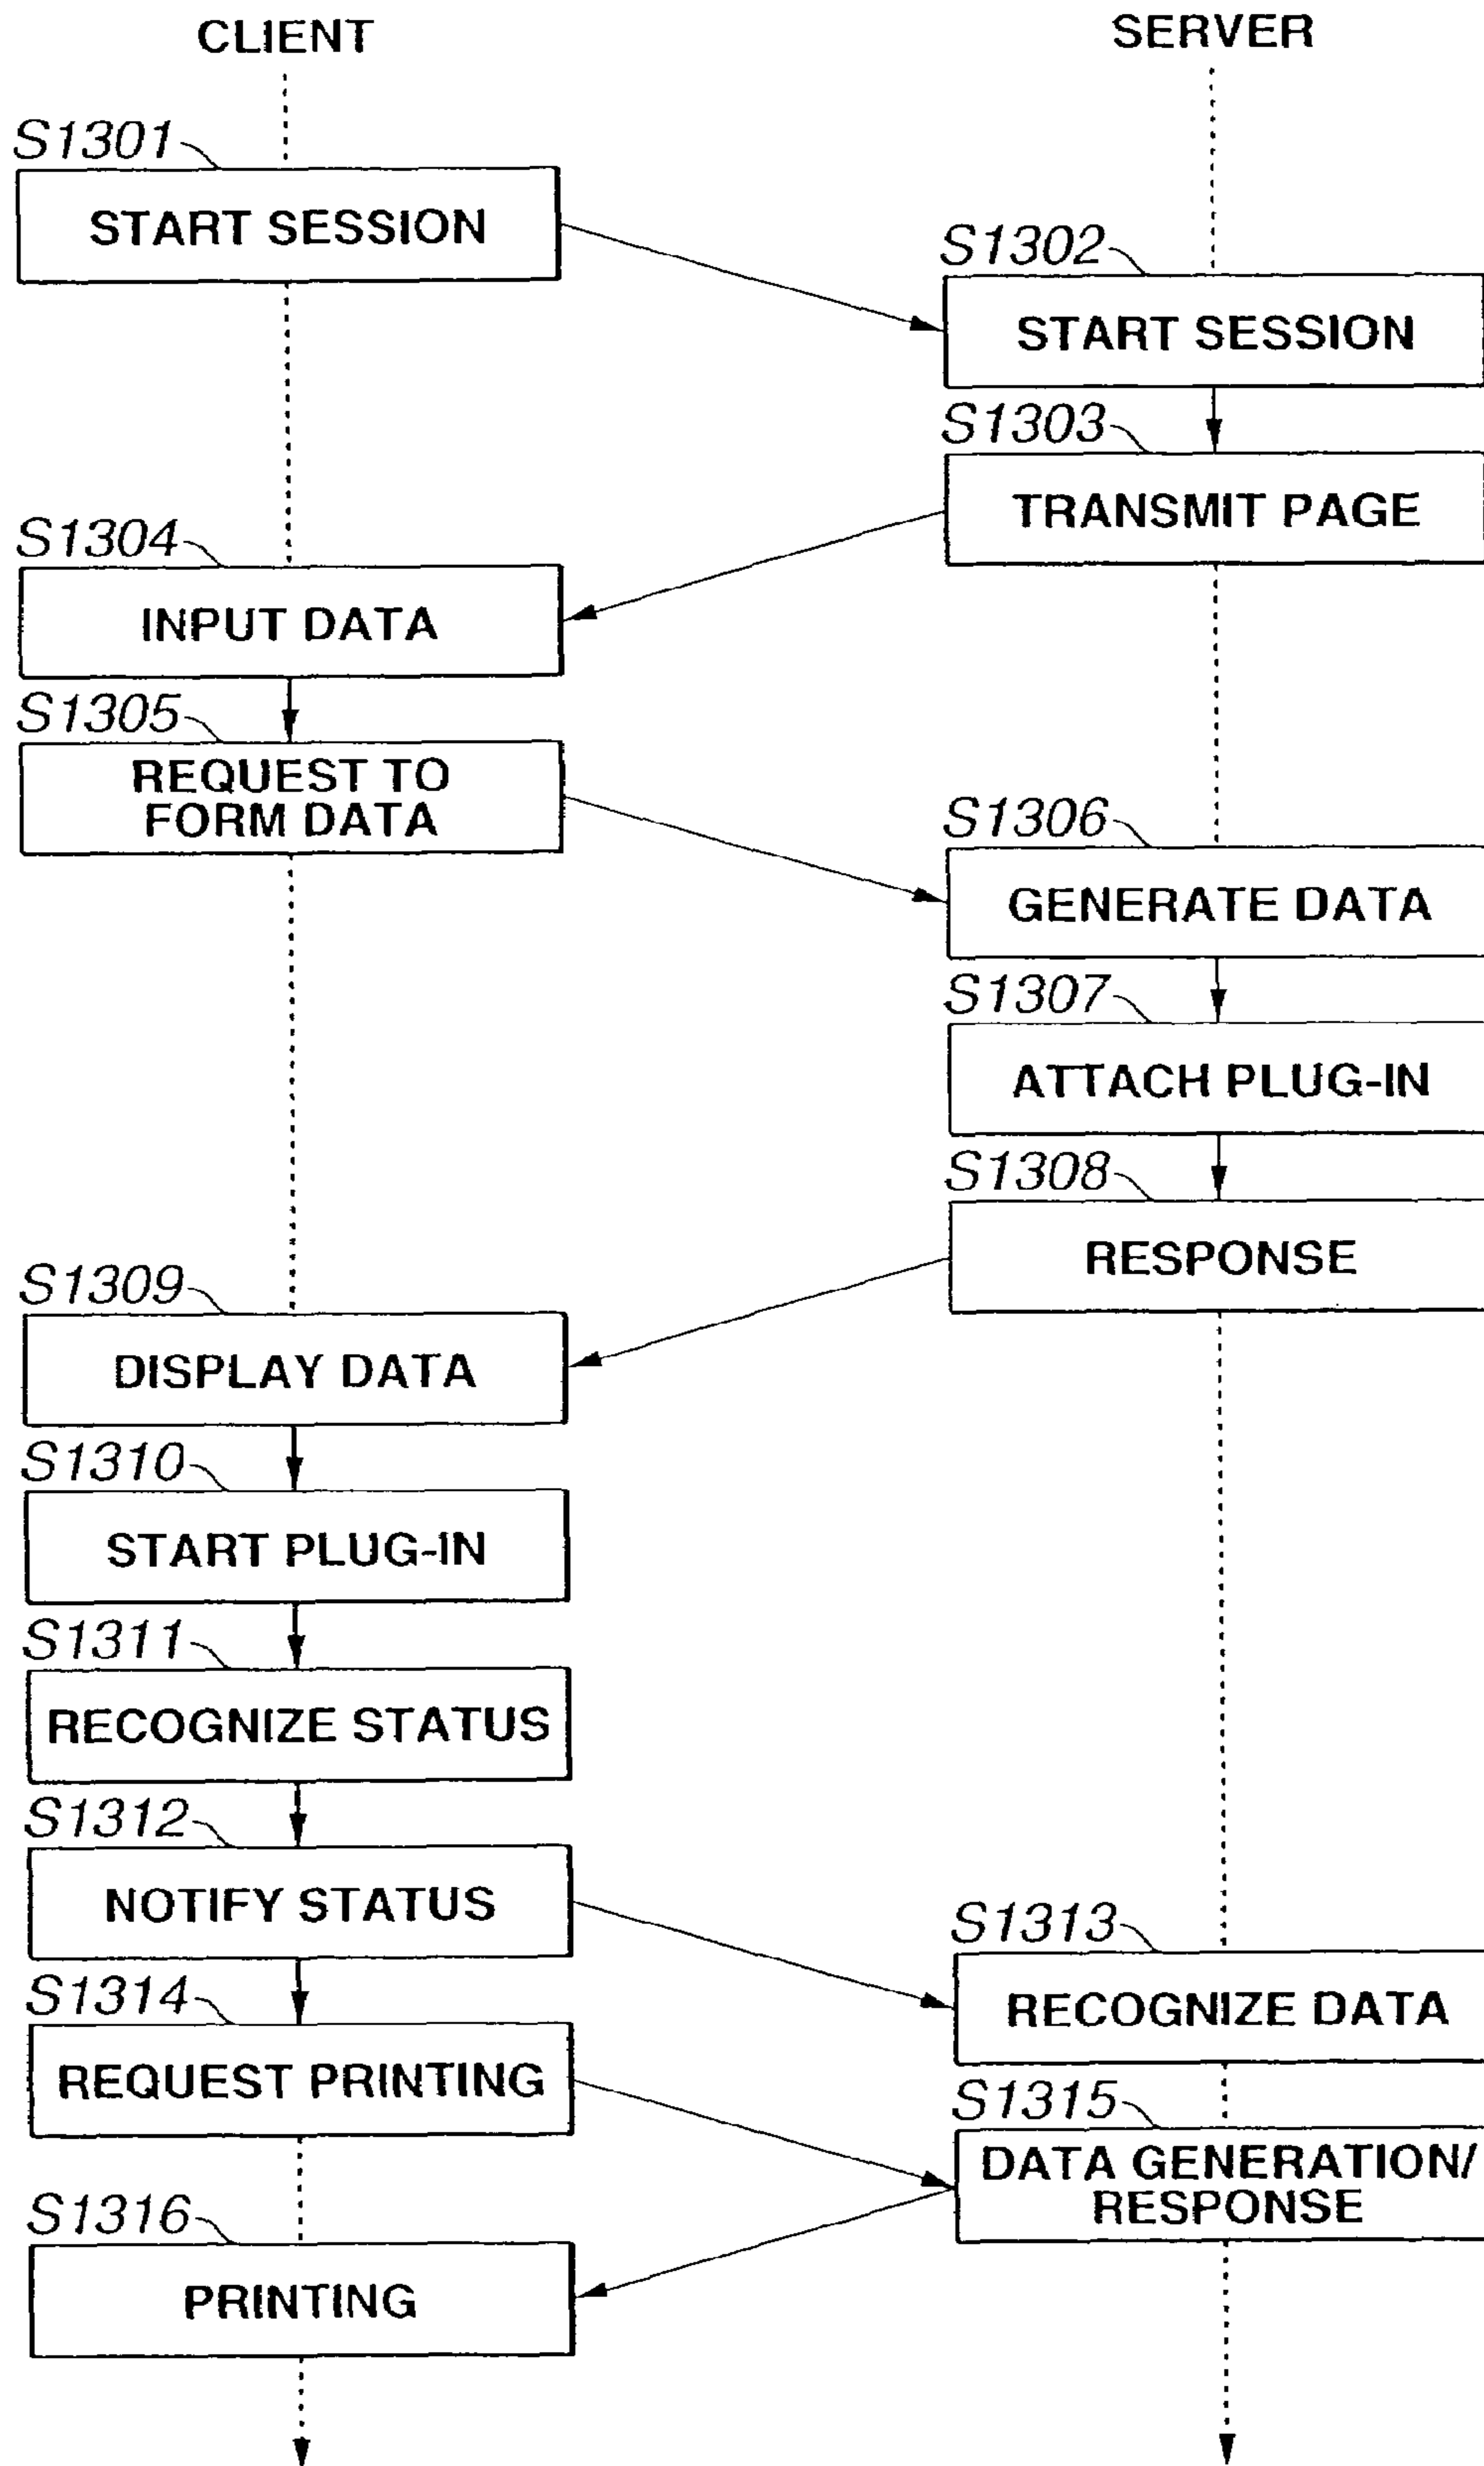 CLIENT
SERVER
S1301
START SESSION
S1302
START SESSION
S1303
TRANSMIT PAGE
S1304
INPUT DATA
S1305
REQUEST TO
FORM DATA
S1306
GENERATE DATA
S1307
ATTACH PLUG-IN
S1308
RESPONSE
S1309
DISPLAY DATA
S1310
START PLUG-IN
S1311
RECOGNIZE STATUS
S1312
NOTIFY STATUS
S1313
RECOGNIZE DATA
S1314
REQUEST PRINTING
S1315
DATA GENERATION/
RESPONSE
S1316
PRINTING